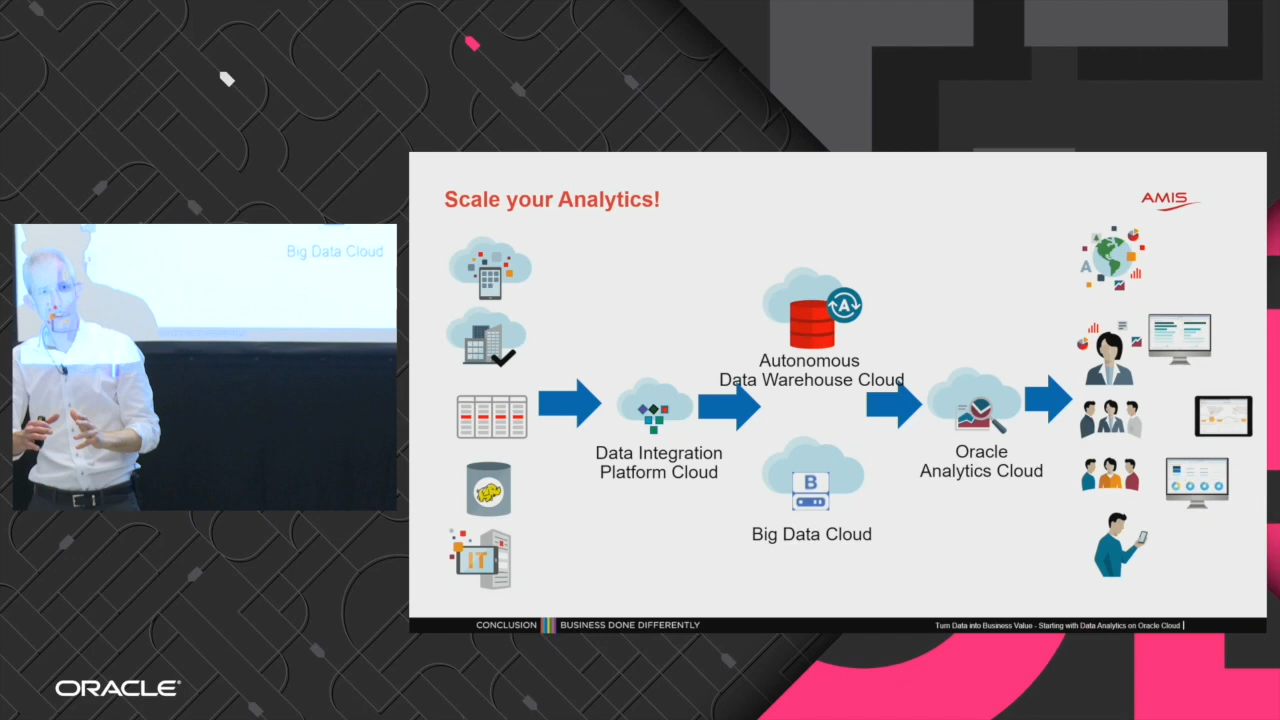 Big Data Cloud
Scale your Analytics!
AMIS
A
Autonomous
Data Warehouse Cloud
Data Integration
Platform Cloud
Oracle
Analytics Cloud
B
Big Data Cloud
IT
A
CONCLUSION BUSINESS DONE DIFFERENTLY
Turn Data into Business Value - Starting with Data Analytics on Oracle Cloud
ORACLE